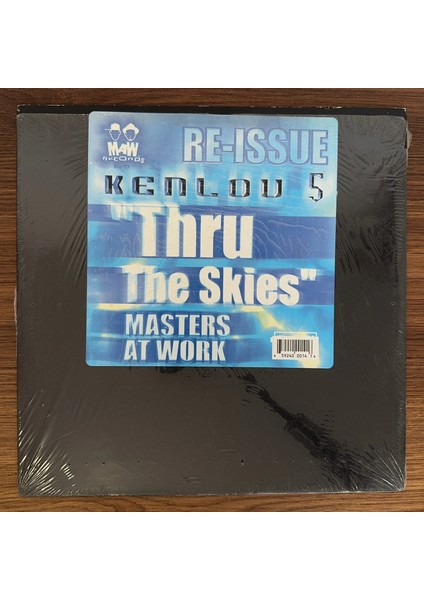 MAW
RECORDS
RE-ISSUE
KENLOU 5
"Thru
The Skies"
MASTERS
AT WORK